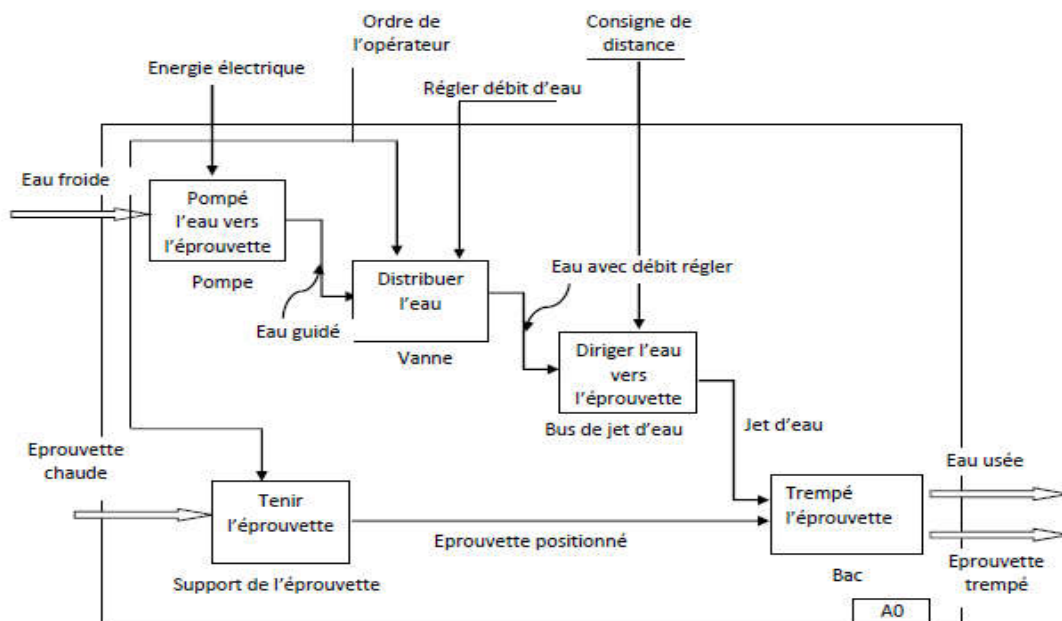 Ordre de
l'opérateur
Consigne de
distance
Energie électrique
Régler débit d'eau
Eau froide
Pompé
l'eau vers
l'éprouvette
Pompe
Eau guidé
Distribuer
l'eau
Vanne
Eau avec débit régler
Diriger l'eau
vers
l'éprouvette
Bus de jet d'eau
Jet d'eau
Eprouvette
chaude
Tenir
l'éprouvette
Support de l'éprouvette
Eprouvette positionné
Trempé
l'éprouvette
Bac
Eau usée
Eprouvette
trempé
A0